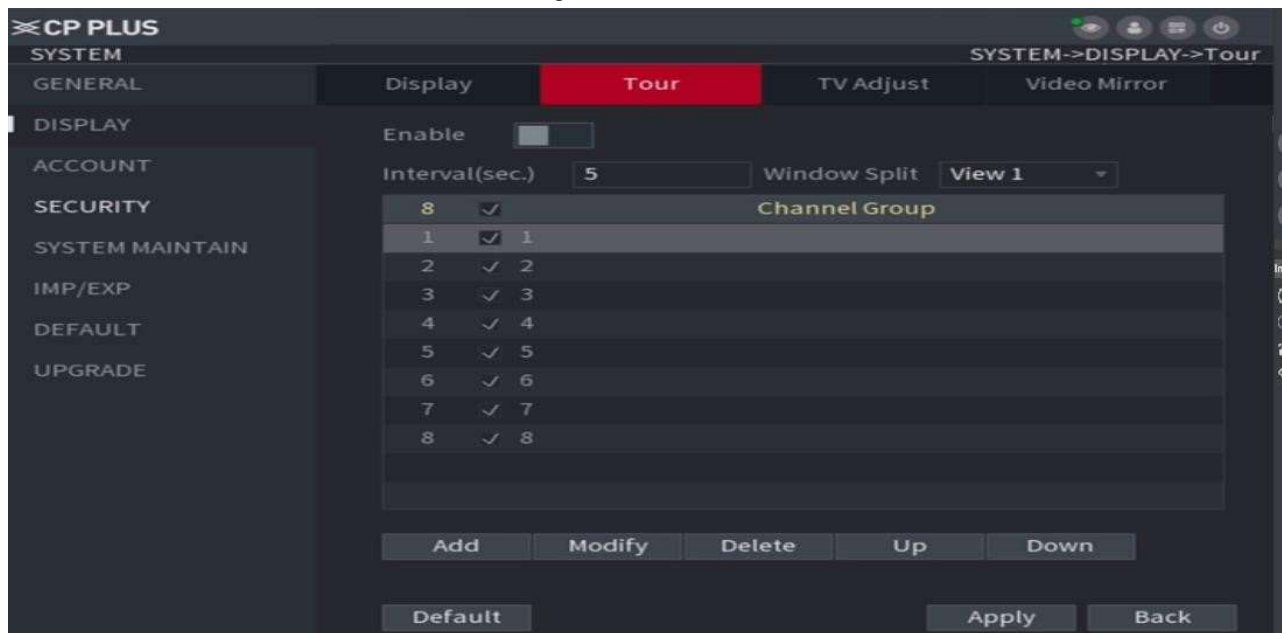 CP PLUS
SYSTEM SYSTEM->DISPLAY->Tour
GENERAL
DISPLAY
ACCOUNT
SECURITY
SYSTEM MAINTAIN
IMP/EXP
DEFAULT
UPGRADE
Display Tour TV Adjust Video Mirror
Enable
Interval(sec.) 5 Window Split View 1
8 Channel Group
1 1
2 2
3 3
4 4
5 5
6 6
7 7
8 8
Add Modify Delete Up Down
Default Apply Back